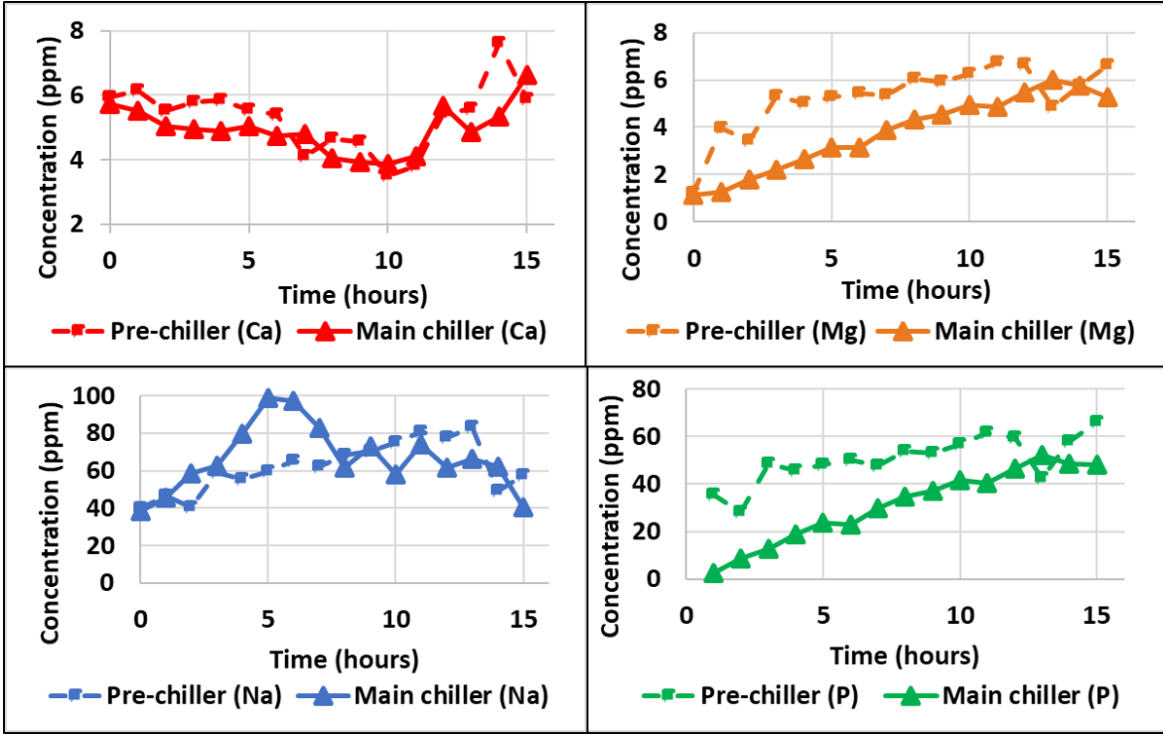 Concentration (ppm)
8
6
4
2
0 5 10 15
Time (hours)
Pre-chiller (Ca) Main chiller (Ca)
Concentration (ppm)
8
6
4
2
0
0 5 10 15
Time (hours)
Pre-chiller (Mg) Main chiller (Mg)
Concentration (ppm)
100
80
60
40
20
0
0 5 10 15
Time (hours)
Pre-chiller (Na) Main chiller (Na)
Concentration (ppm)
80
60
40
20
0
0 5 10 15
Time (hours)
Pre-chiller (P) Main chiller (P)